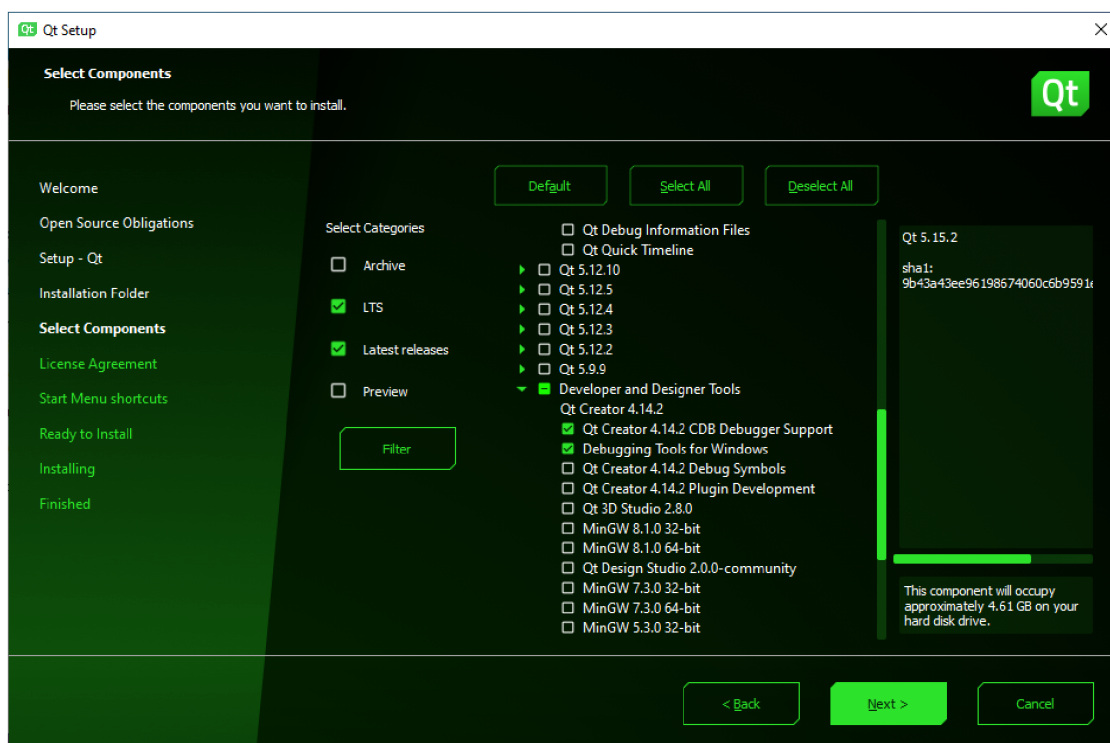 Qt Qt Setup
Select Components
Please select the components you want to install.
Qt
Welcome
Open Source Obligations
Setup - Qt
Installation Folder
Select Components
License Agreement
Start Menu shortcuts
Ready to Install
Installing
Finished
Default
Select All
Deselect All
Select Categories
Archive
LTS
Latest releases
Preview
Filter
Qt Debug Information Files
Qt Quick Timeline
Qt 5.12.10
Qt 5.12.5
Qt 5.12.4
Qt 5.12.3
Qt 5.12.2
Qt 5.9.9
Developer and Designer Tools
Qt Creator 4.14.2
Qt Creator 4.14.2 CDB Debugger Support
Debugging Tools for Windows
Qt Creator 4.14.2 Debug Symbols
Qt Creator 4.14.2 Plugin Development
Qt 3D Studio 2.8.0
MinGW 8.1.0 32-bit
MinGW 8.1.0 64-bit
Qt Design Studio 2.0.0-community
MinGW 7.3.0 32-bit
MinGW 7.3.0 64-bit
MinGW 5.3.0 32-bit
Qt 5.15.2
sha1:
9b43a43ee96198674060c6b9591e
This component will occupy
approximately 4.61 GB on your
hard disk drive.
< Back
Next >
Cancel